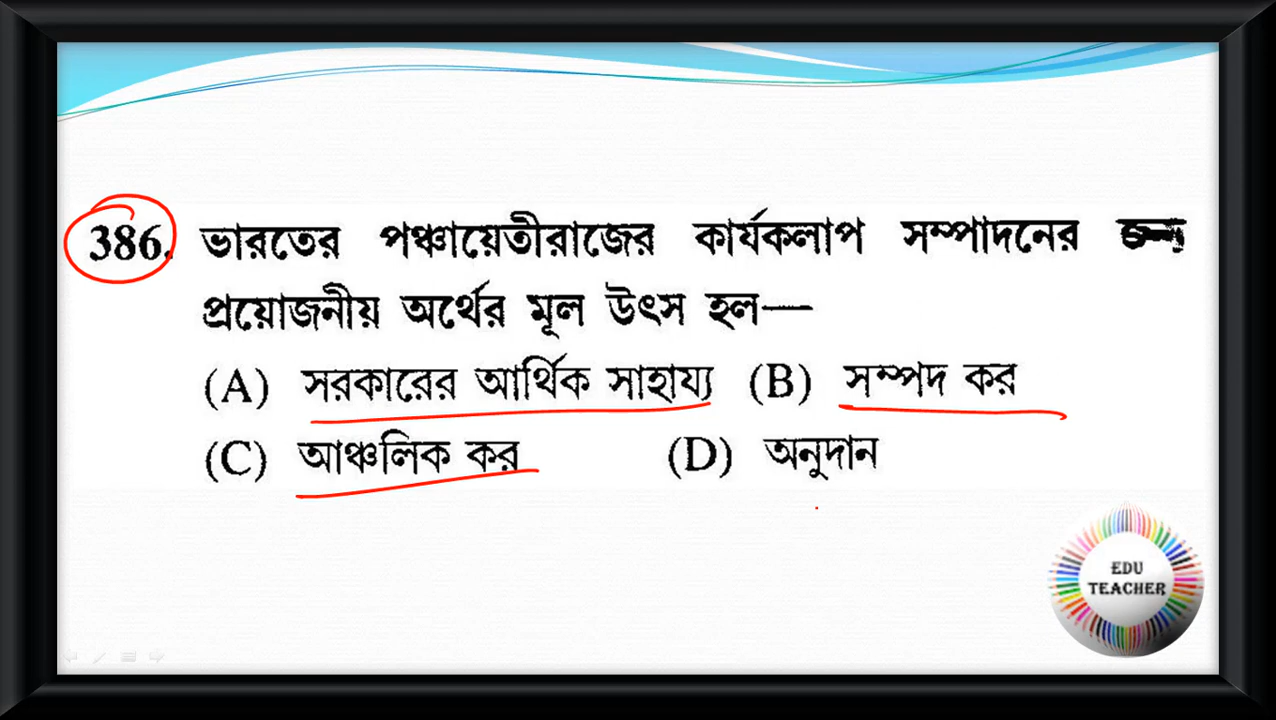 386. ভারতের পঞ্চায়েতীরাজের কার্যকলাপ সম্পাদনের জন্য
প্রয়োজনীয় অর্থের মূল উৎস হল—
(A) সরকারের আর্থিক সাহায্য (B) সম্পদ কর
(C) আঞ্চলিক কর (D) অনুদান
EDU
TEACHER